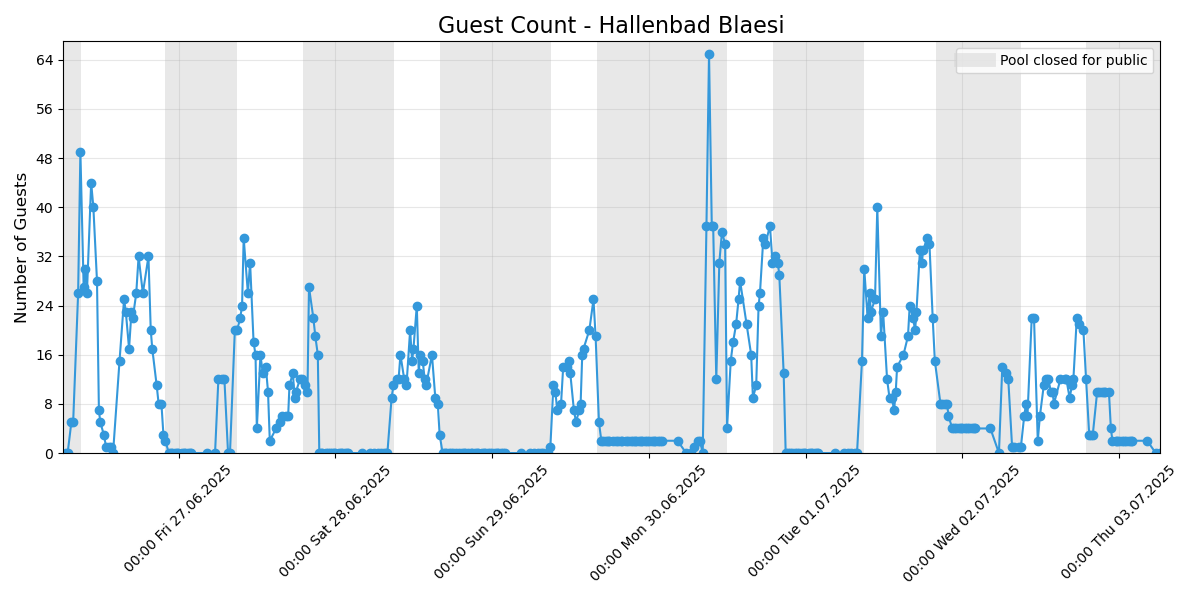 Guest Count - Hallenbad Blaesi
Pool closed for public
Number of Guests
64
56
48
40
32
24
16
8
0
00:00 Fri 27.06.2025
00:00 Sat 28.06.2025
00:00 Sun 29.06.2025
00:00 Mon 30.06.2025
00:00 Tue 01.07.2025
00:00 Wed 02.07.2025
00:00 Thu 03.07.2025